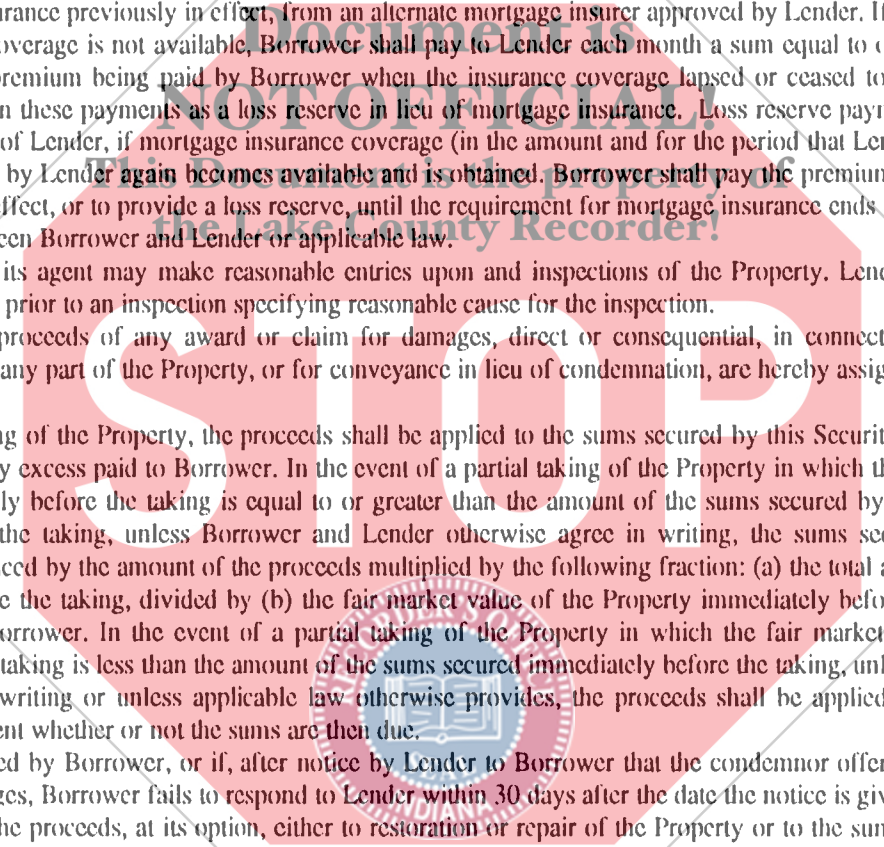 urance previously in effect, from an alternate mortgage insurer approved by Lender. If
overage is not available, Borrower shall pay to Lender each month a sum equal to
premium being paid by Borrower when the insurance coverage lapsed or ceased to
n these payments as a loss reserve in lieu of mortgage insurance. Loss reserve payr
of Lender, if mortgage insurance coverage (in the amount and for the period that Len
by Lender again becomes available and is obtained. Borrower shall pay the premium
ffect, or to provide a loss reserve, until the requirement for mortgage insurance ends
een Borrower and Lender or applicable law.
Document is
NOT OFFICIAL!
This Document is the property of
the Lake County Recorder!
its agent may make reasonable entries upon and inspections of the Property. Lend
prior to an inspection specifying reasonable cause for the inspection.
proceeds of any award or claim for damages, direct or consequential, in connect
any part of the Property, or for conveyance in lieu of condemnation, are hereby assig
STOP
ng of the Property, the proceeds shall be applied to the sums secured by this Securit
y excess paid to Borrower. In the event of a partial taking of the Property in which th
ly before the taking is equal to or greater than the amount of the sums secured by
the taking, unless Borrower and Lender otherwise agree in writing, the sums sec
ced by the amount of the proceeds multiplied by the following fraction: (a) the total a
e the taking, divided by (b) the fair market value of the Property immediately befo
orrower. In the event of a partial taking of the Property in which the fair market
taking is less than the amount of the sums secured immediately before the taking, unl
writing or unless applicable law otherwise provides, the proceeds shall be applied
ent whether or not the sums are then due.
RECORDER'S OFFICE
SEAL
INDIANA
ed by Borrower, or if, after notice by Lender to Borrower that the condemnor offer
ges, Borrower fails to respond to Lender within 30 days after the date the notice is giv
he proceeds, at its option, either to restoration or repair of the Property or to the sum